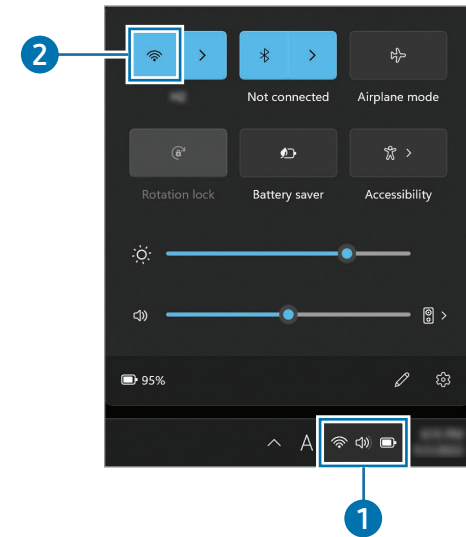 2
Not connected
Airplane mode
Rotation lock
Battery saver
Accessibility
95%
A
1